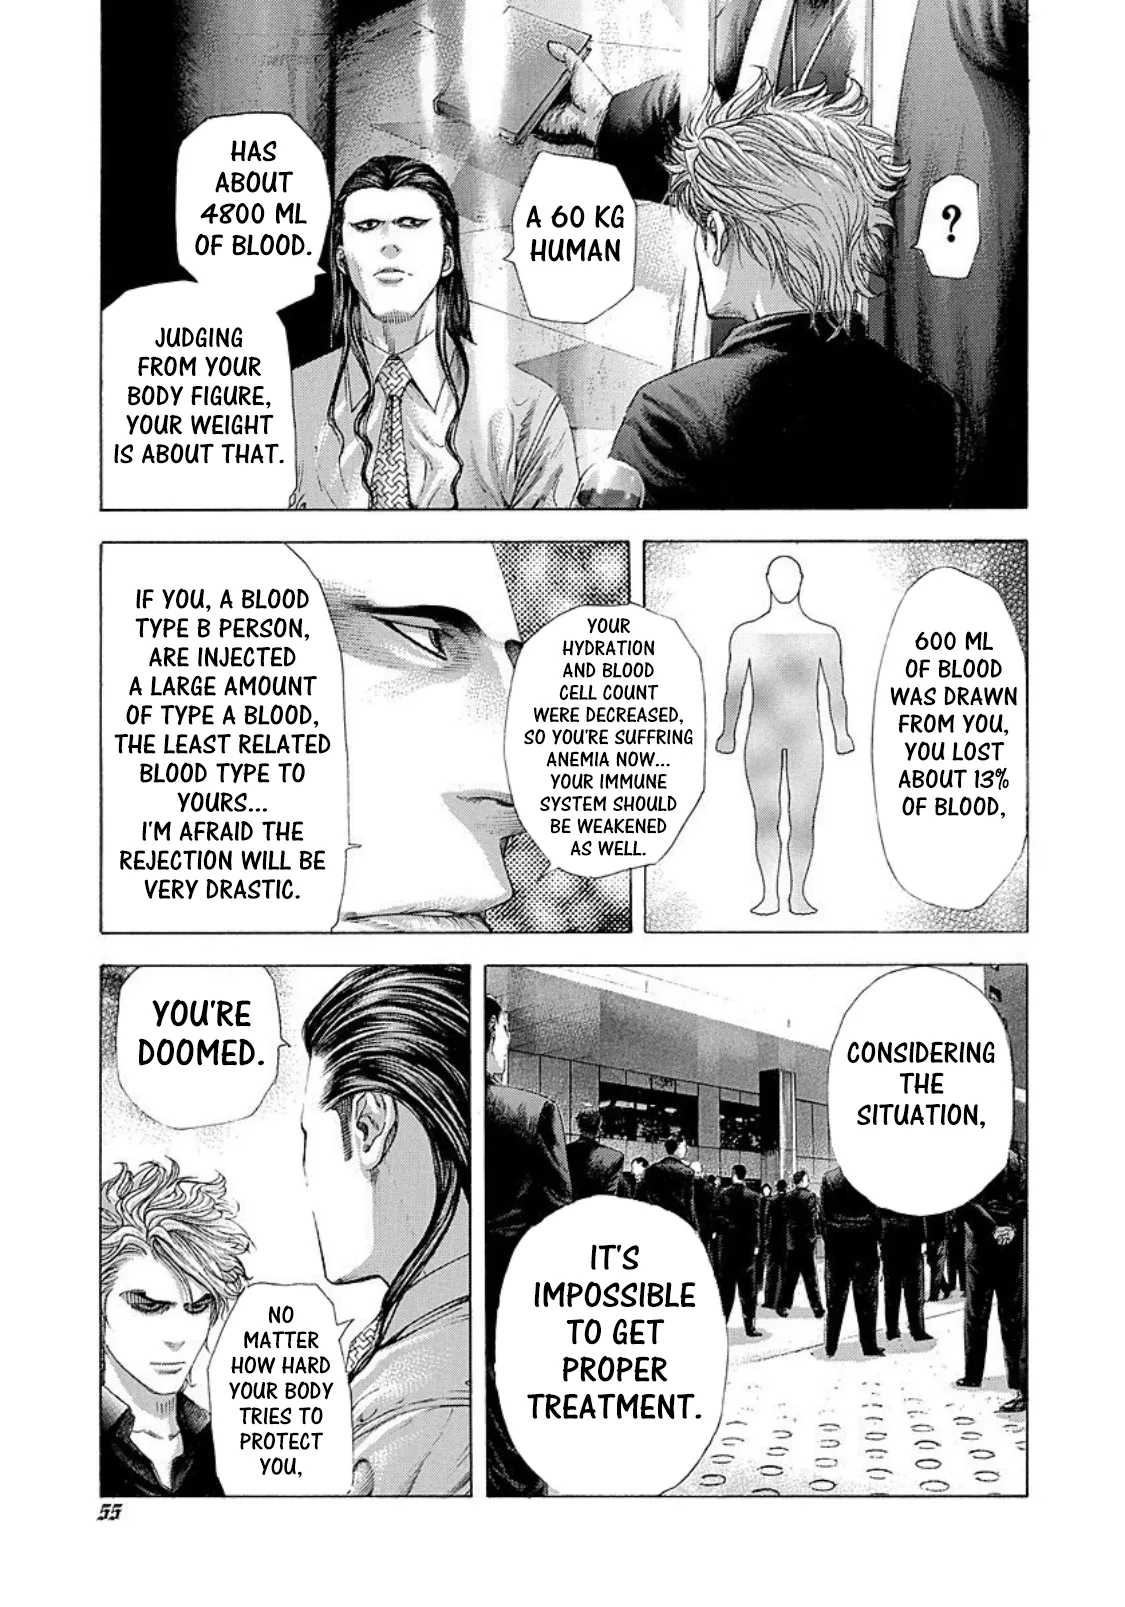 ?
A 60 KG
HUMAN
HAS
ABOUT
4800 ML
OF BLOOD.
JUDGING
FROM YOUR
BODY FIGURE,
YOUR WEIGHT
IS ABOUT THAT.
600 ML
OF BLOOD
WAS DRAWN
FROM YOU,
YOU LOST
ABOUT 13%
OF BLOOD,
YOUR
HYDRATION
AND BLOOD
CELL COUNT
WERE DECREASED,
SO YOU'RE SUFFRING
ANEMIA NOW...
YOUR IMMUNE
SYSTEM SHOULD
BE WEAKENED
AS WELL.
IF YOU, A BLOOD
TYPE B PERSON,
ARE INJECTED
A LARGE AMOUNT
OF TYPE A BLOOD,
THE LEAST RELATED
BLOOD TYPE TO
YOURS...
I'M AFRAID THE
REJECTION WILL BE
VERY DRASTIC.
CONSIDERING
THE
SITUATION,
IT'S
IMPOSSIBLE
TO GET
PROPER
TREATMENT.
NO
MATTER
HOW HARD
YOUR BODY
TRIES TO
PROTECT
YOU,
YOU'RE
DOOMED.
55